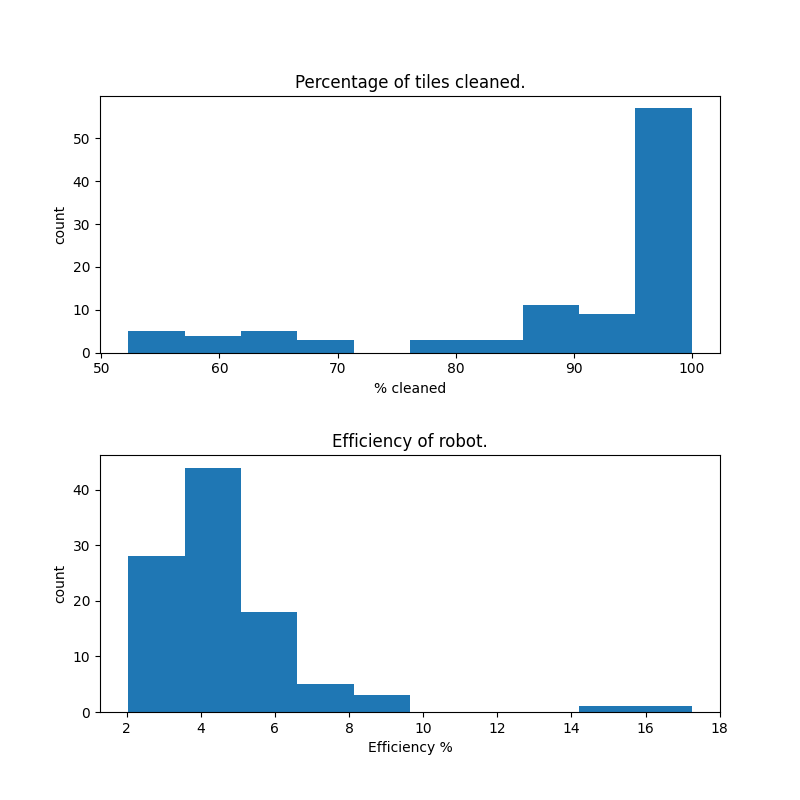 Percentage of tiles cleaned.
50
40
30
20
10
0
count
50 60 70 80 90 100
% cleaned
Efficiency of robot.
40
30
20
10
0
count
2 4 6 8 10 12 14 16 18
Efficiency %